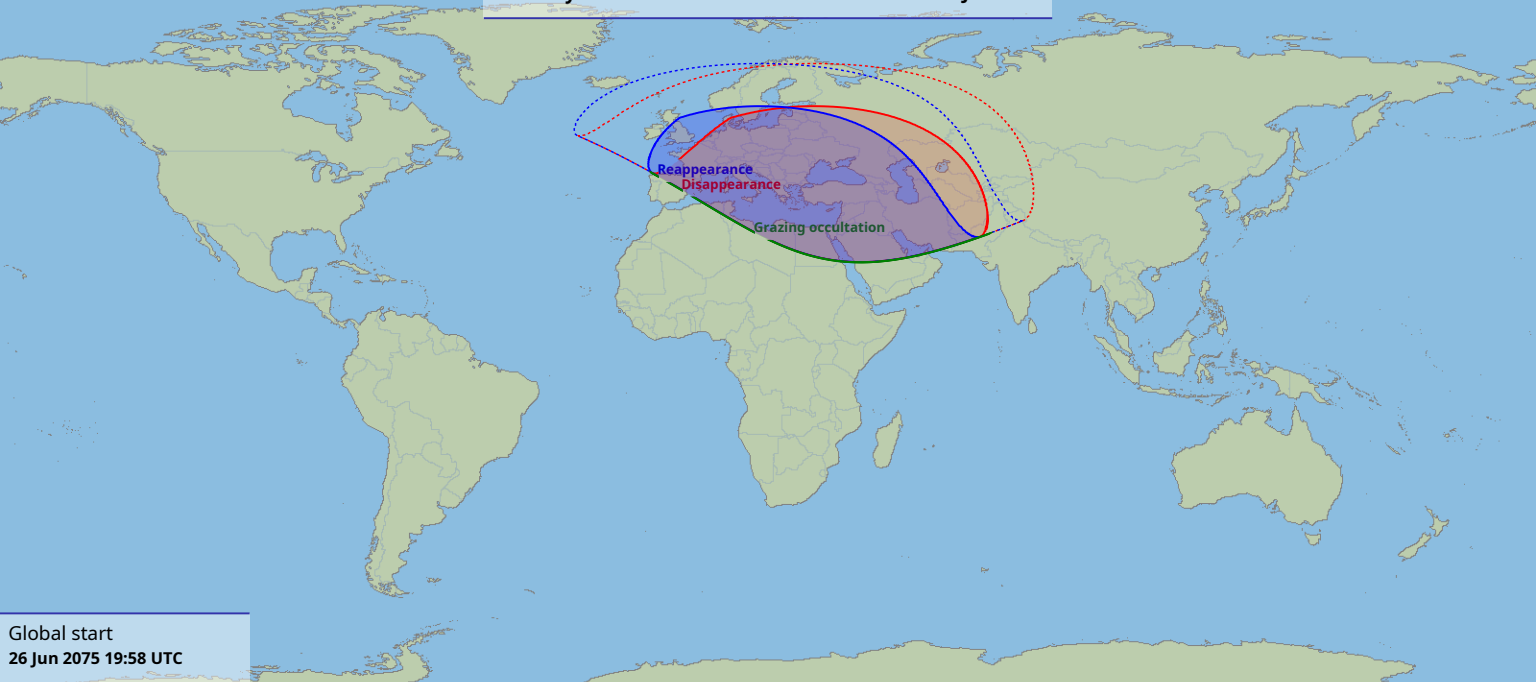 Reappearance
Disappearance
Grazing occultation
Global start
26 Jun 2075 19:58 UTC